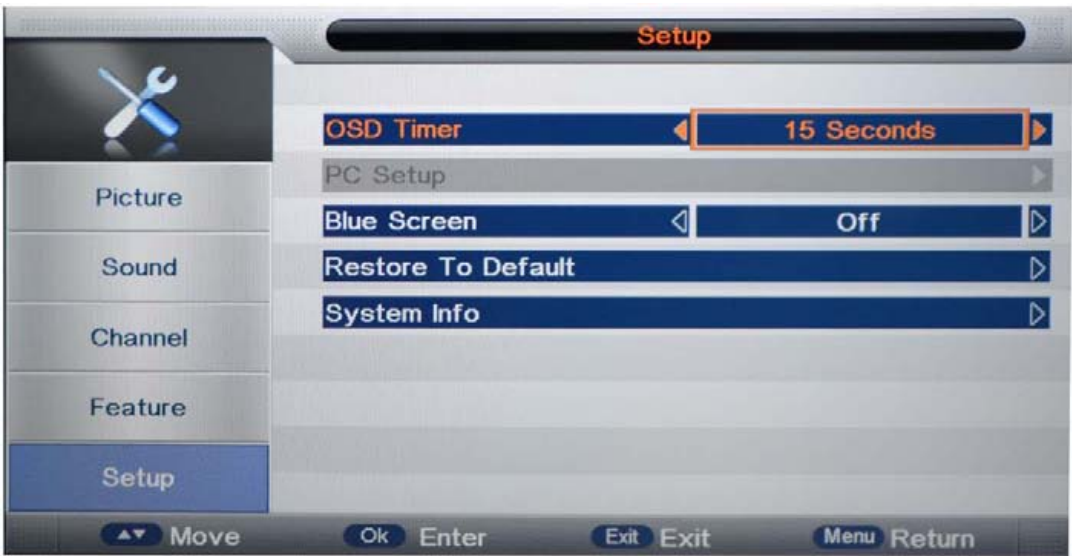 Setup
OSD Timer 15 Seconds
PC Setup
Blue Screen Off
Restore To Default
System Info
Picture
Sound
Channel
Feature
Setup
Move Ok Enter Exit Exit Menu Return